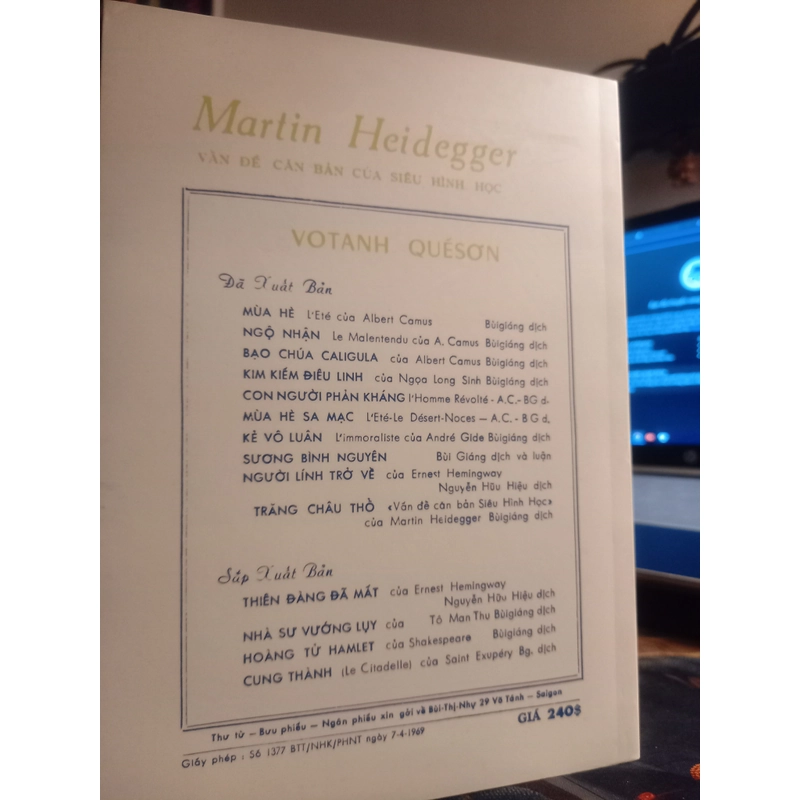 Martin Heidegger
VẤN ĐỀ CĂN BẢN CỦA SIÊU HÌNH HỌC
VOTANH QUÊSƠN
Đã Xuất Bản
MÙA HÈ L'Eté của Albert Camus Bùigiáng dịch
NGỘ NHẬN Le Malentendu của A. Camus Bùigiáng dịch
BẠO CHÚA CALIGULA của Albert Camus Bùigiáng dịch
KIM KIẾM ĐIÊU LINH của Ngọa Long Sinh Bùigiáng dịch
CON NGƯỜI PHẢN KHÁNG l'Homme Révolté - A.C.- BG d.
MÙA HÈ SA MẠC L'Eté-Le Désert-Noces — A.C. - B G d.
KẺ VÔ LUÂN L'immoraliste của André Gide Bùigiáng dịch
SƯƠNG BÌNH NGUYÊN Bùi Giáng dịch và luận
NGƯỜI LÍNH TRỞ VỀ của Ernest Hemingway
Nguyễn Hữu Hiệu dịch
TRĂNG CHÂU THỔ «Vấn đề căn bản Siêu Hình Học»
của Martin Heidegger Bùigiáng dịch
Sắp Xuất Bản
THIÊN ĐÀNG ĐÃ MẤT của Ernest Hemingway
Nguyễn Hữu Hiệu dịch
NHÀ SƯ VƯỚNG LỤY của Tô Man Thu Bùigiáng dịch
HOÀNG TỬ HAMLET của Shakespeare Bùigiáng dịch
CUNG THÀNH (Le Citadelle) của Saint Exupéry Bg. dịch
Thư từ — Bưu phiếu — Ngân phiếu xin gởi về Bùi-Thị-Nhy 29 Võ Tánh — Saigon
Giấy phép : Số 1377 BTT/NHK/PHNT ngày 7-4-1969
GIÁ 240$